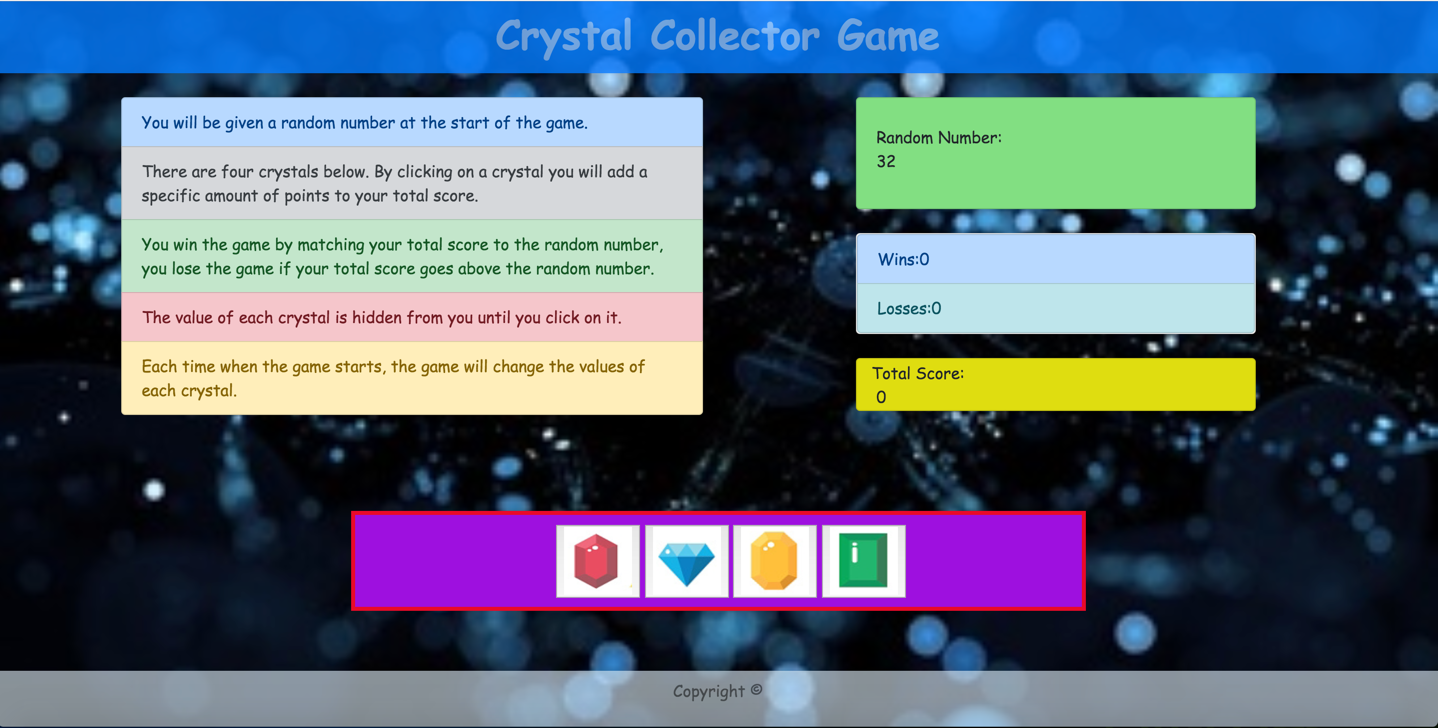 Crystal Collector Game
You will be given a random number at the start of the game.
There are four crystals below. By clicking on a crystal you will add a
specific amount of points to your total score.
You win the game by matching your total score to the random number,
you lose the game if your total score goes above the random number.
The value of each crystal is hidden from you until you click on it.
Each time when the game starts, the game will change the values of
each crystal.
Random Number:
32
Wins:0
Losses:0
Total Score:
0
Copyright ©